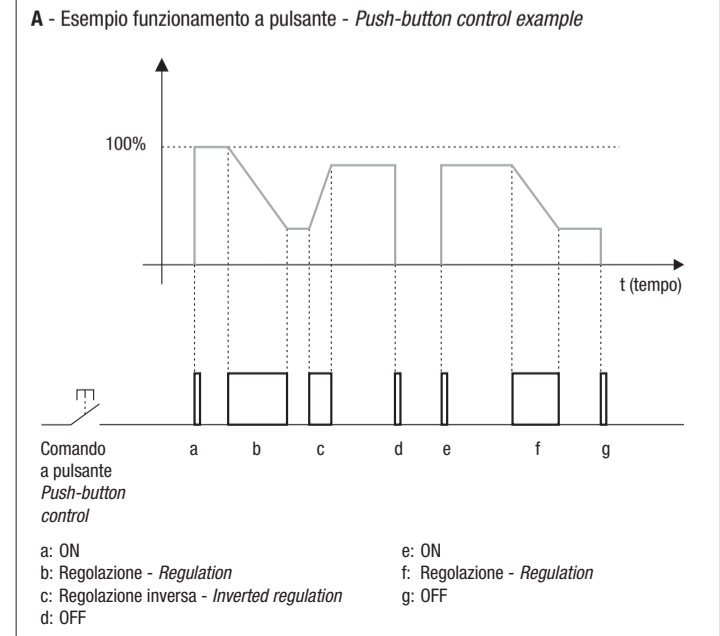 A - Esempio funzionamento a pulsante - Push-button control example
100%
t (tempo)
Comando
a pulsante
Push-button
control
a b c d e f g
a: ON
b: Regolazione - Regulation
c: Regolazione inversa - Inverted regulation
d: OFF
e: ON
f: Regolazione - Regulation
g: OFF